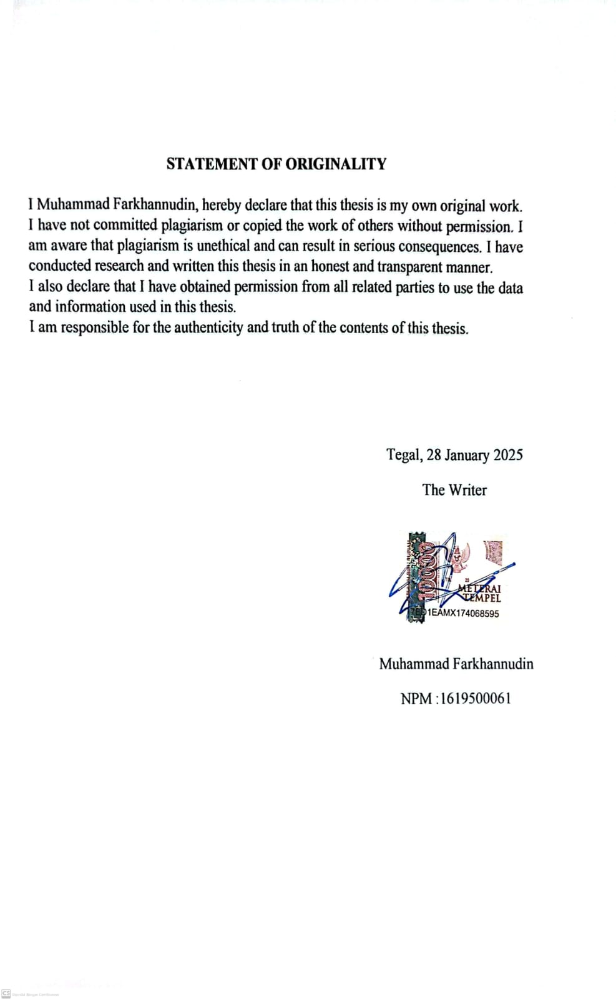 STATEMENT OF ORIGINALITY
I Muhammad Farkhannudin, hereby declare that this thesis is my own original work.
I have not committed plagiarism or copied the work of others without permission. I
am aware that plagiarism is unethical and can result in serious consequences. I have
conducted research and written this thesis in an honest and transparent manner.
I also declare that I have obtained permission from all related parties to use the data
and information used in this thesis.
I am responsible for the authenticity and truth of the contents of this thesis.
Tegal, 28 January 2025
The Writer
10000
METERAI
TEMPEL
1EAMX174068595
Muhammad Farkhannudin
NPM :1619500061
CS